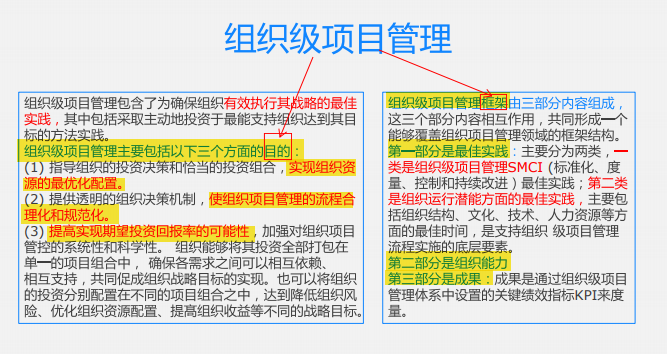 组织级项目管理
组织级项目管理包含了为确保组织有效执行其战略的最佳
实践，其中包括采取主动地投资于最能支持组织达到其目
标的方法实践。
组织级项目管理主要包括以下三个方面的目的：
(1) 指导组织的投资决策和恰当的投资组合，实现组织资
源的最优化配置。
(2) 提供透明的组织决策机制，使组织项目管理的流程合
理化和规范化。
(3) 提高实现期望投资回报率的可能性，加强对组织项目
管控的系统性和科学性。 组织能够将其投资全部打包在
单一的项目组合中， 确保各需求之间可以相互依赖、
相互支持，共同促成组织战略目标的实现。也可以将组织
的投资分别配置在不同的项目组合之中，达到降低组织风
险、优化组织资源配置、提高组织收益等不同的战略目标。
组织级项目管理框架由三部分内容组成，
这三个部分内容相互作用，共同形成一个
能够覆盖组织项目管理领域的框架结构。
第一部分是最佳实践：主要分为两类，一
类是组织级项目管理SMCI (标准化、度
量、控制和持续改进）最佳实践；第二类
是组织运行潜能方面的最佳实践，主要包
括组织结构、文化、技术、人力资源等方
面的最佳时间，是支持组织 级项目管理
流程实施的底层要素。
第二部分是组织能力
第三部分是成果：成果是通过组织级项目
管理体系中设置的关键绩效指标KPI来度
量。